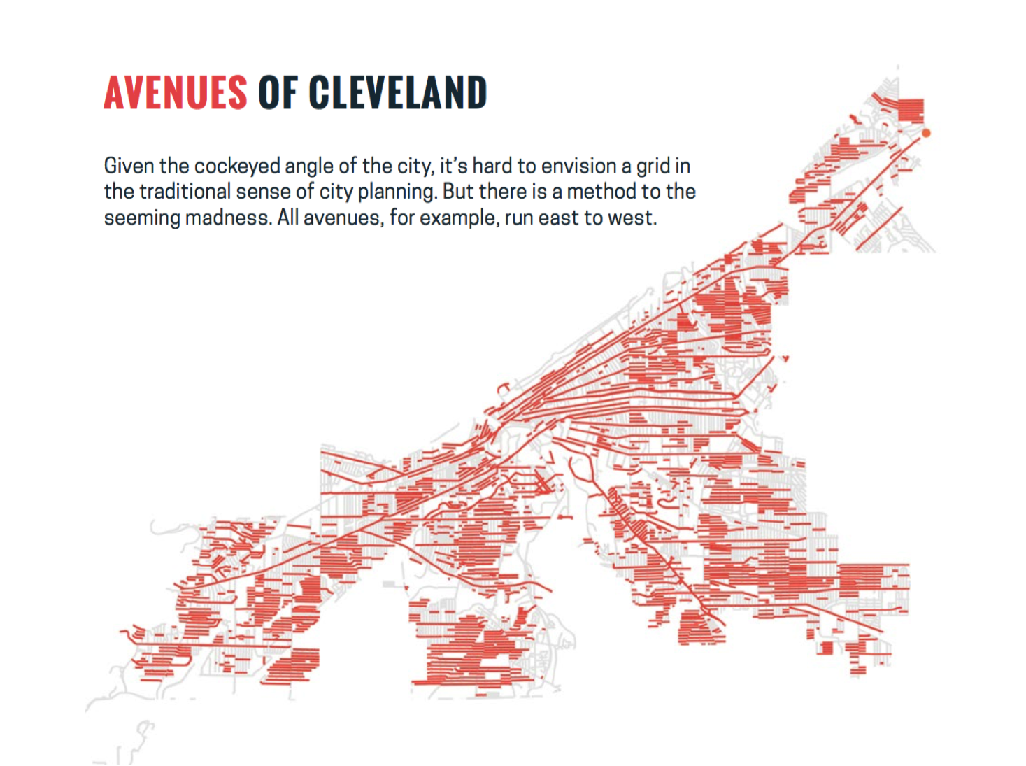 AVENUES OF CLEVELAND
Given the cockeyed angle of the city, it's hard to envision a grid in
the traditional sense of city planning. But there is a method to the
seeming madness. All avenues, for example, run east to west.